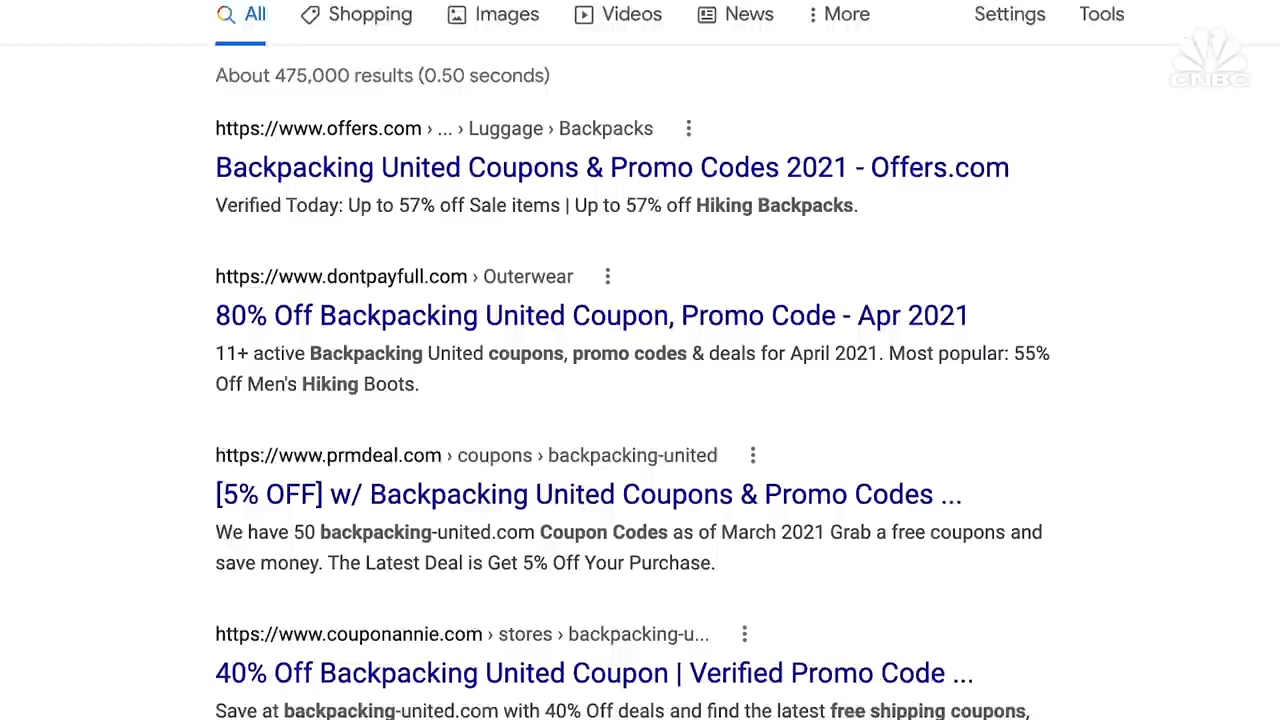 All Shopping Images Videos News More Settings Tools
CNBC
About 475,000 results (0.50 seconds)
https://www.offers.com › ... › Luggage › Backpacks
Backpacking United Coupons & Promo Codes 2021 - Offers.com
Verified Today: Up to 57% off Sale items | Up to 57% off Hiking Backpacks.
https://www.dontpayfull.com › Outerwear
80% Off Backpacking United Coupon, Promo Code - Apr 2021
11+ active Backpacking United coupons, promo codes & deals for April 2021. Most popular: 55%
Off Men's Hiking Boots.
https://www.prmdeal.com › coupons › backpacking-united
[5% OFF] w/ Backpacking United Coupons & Promo Codes ...
We have 50 backpacking-united.com Coupon Codes as of March 2021 Grab a free coupons and
save money. The Latest Deal is Get 5% Off Your Purchase.
https://www.couponannie.com › stores › backpacking-u...
40% Off Backpacking United Coupon | Verified Promo Code ...
Save at backpacking-united.com with 40% Off deals and find the latest free shipping coupons,